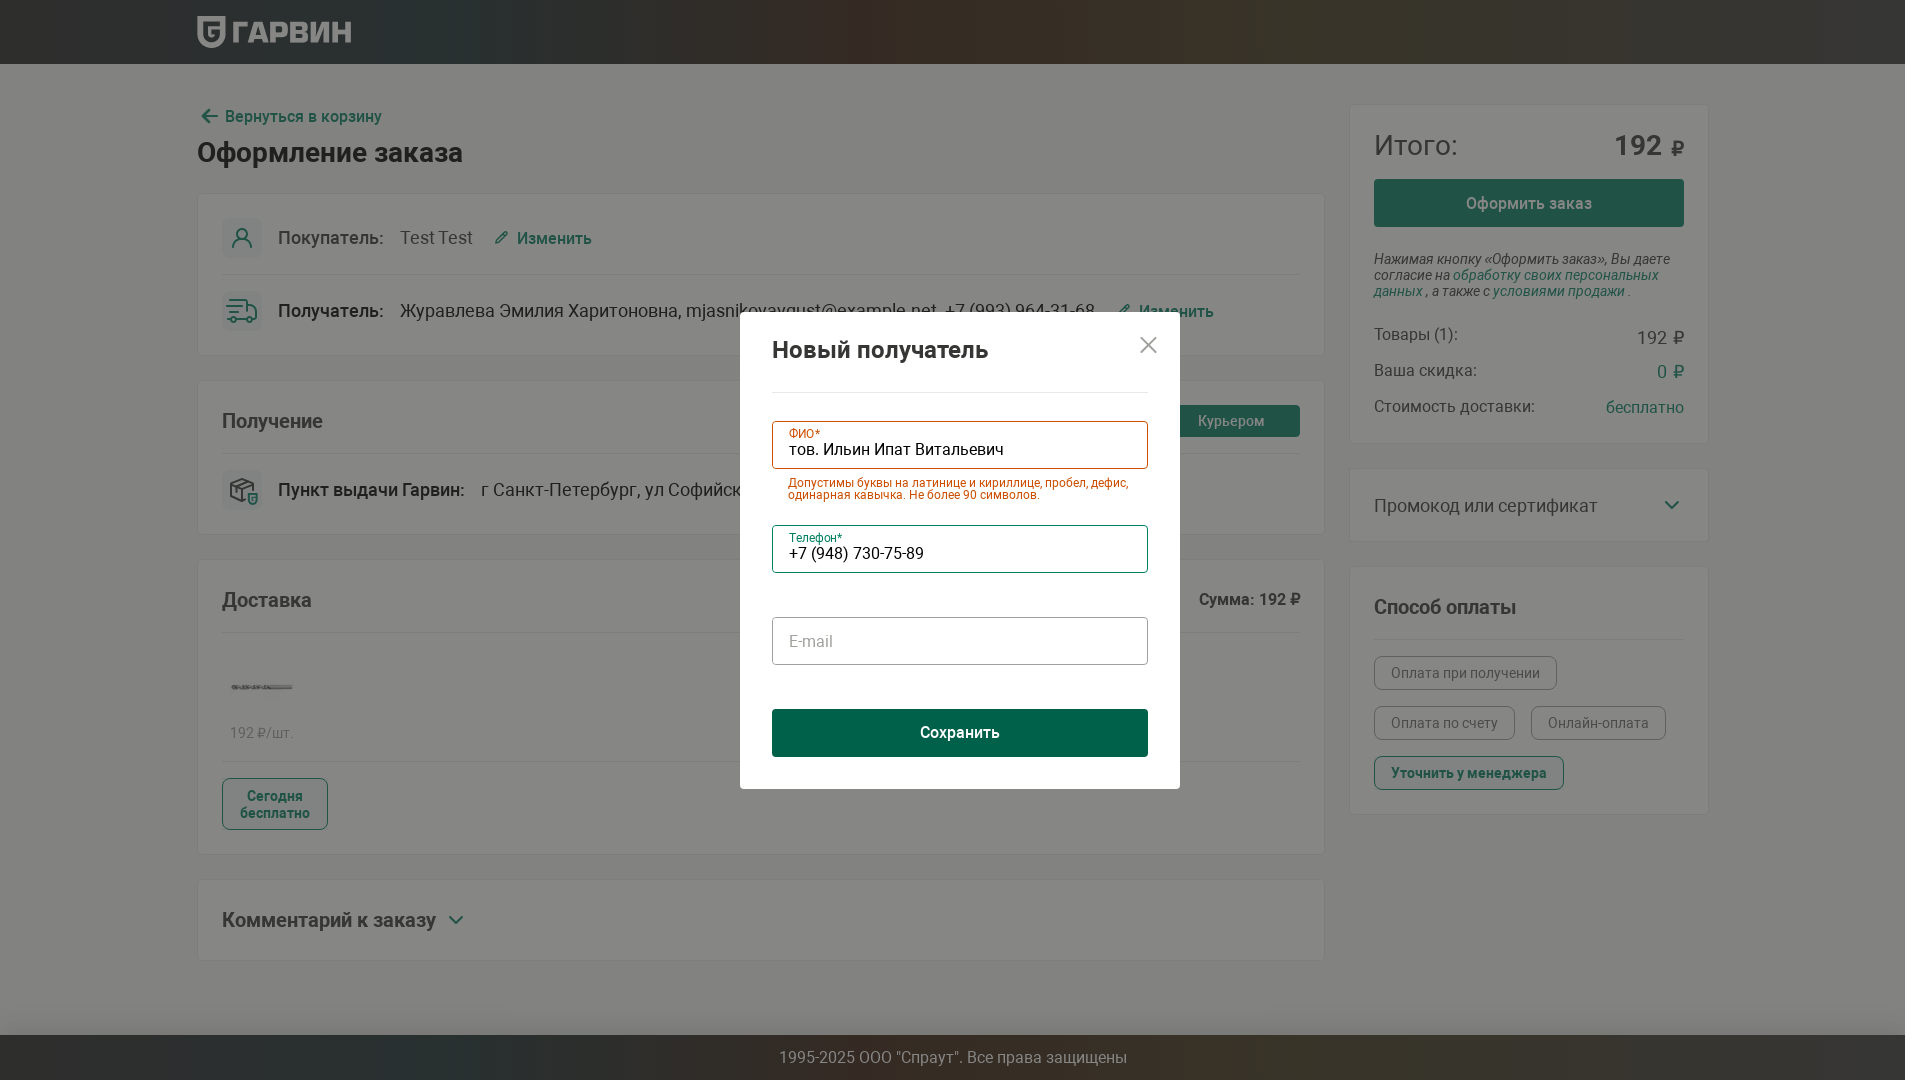 ГАРВИН
Вернуться в корзину
Оформление заказа
Покупатель: Test Test Изменить
Получатель: Журавлева Эмилия Харитоновна, mjasnikovavgust@example.net, +7 (993) 964-31-68 Изменить
Новый получатель
ФИО*
тов. Ильин Ипат Витальевич
Допустимы буквы на латинице и кириллице, пробел, дефис,
одинарная кавычка. Не более 90 символов.
Телефон*
+7 (948) 730-75-89
E-mail
Сохранить
Получение
Курьером
Пункт выдачи Гарвин: г Санкт-Петербург, ул
Доставка
Сумма: 192 ₽
192 ₽/шт.
Сегодня
бесплатно
Комментарий к заказу
Итого: 192 ₽
Оформить заказ
Нажимая кнопку «Оформить заказ», Вы даете
согласие на обработку своих персональных
данных , а также с условиями продажи .
Товары (1): 192 ₽
Ваша скидка: 0 ₽
Стоимость доставки: бесплатно
Промокод или сертификат
Способ оплаты
Оплата при получении
Оплата по счету Онлайн-оплата
Уточнить у менеджера
1995-2025 ООО "Спраут". Все права защищены